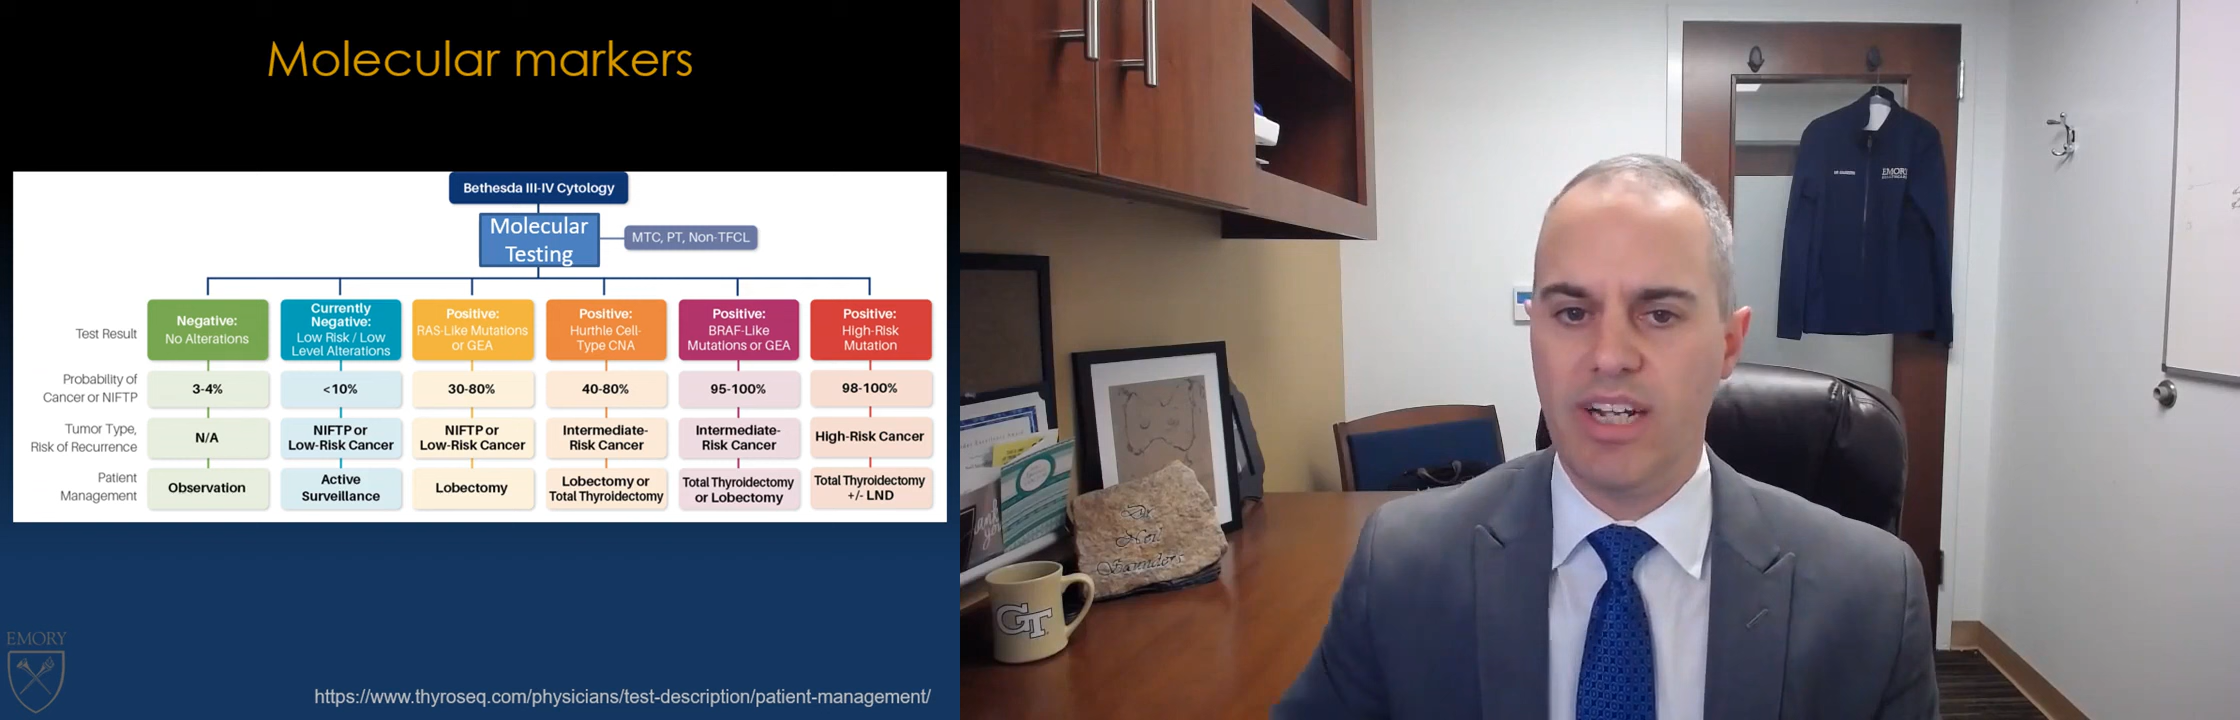 Molecular markers
Bethesda III-IV Cytology
Molecular
Testing
MTC, PT, Non-TFCL
Test Result
Negative:
No Alterations
Currently
Negative:
Low Risk / Low
Level Alterations
Positive:
RAS-Like Mutations
or GEA
Positive:
Hurthle Cell-
Type CNA
Positive:
BRAF-Like
Mutations or GEA
Positive:
High-Risk
Mutation
Probability of
Cancer or NIFTP
3-4%
<10%
30-80%
40-80%
95-100%
98-100%
Tumor Type,
Risk of Recurrence
N/A
NIFTP or
Low-Risk Cancer
NIFTP or
Low-Risk Cancer
Intermediate-
Risk Cancer
Intermediate-
Risk Cancer
High-Risk Cancer
Patient
Management
Observation
Active
Surveillance
Lobectomy
Lobectomy or
Total Thyroidectomy
Total Thyroidectomy
or Lobectomy
Total Thyroidectomy
+/- LND
EMORY
https://www.thyroseq.com/physicians/test-description/patient-management/
EMORY
Dr
Neil
Saunders
GT